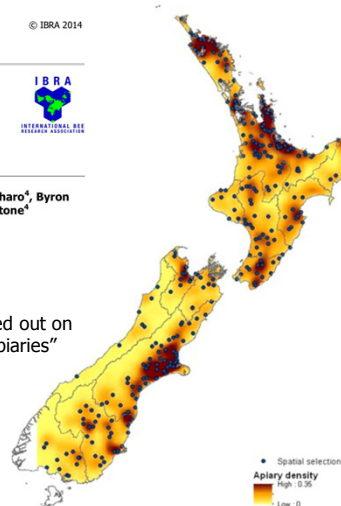 © IBRA 2014
I B R A
INTERNATIONAL BEE
RESEARCH ASSOCIATION
haro⁴, Byron
tone⁴
ed out on
piaries”
Spatial selection
Apiary density
High : 0.35
Low : 0